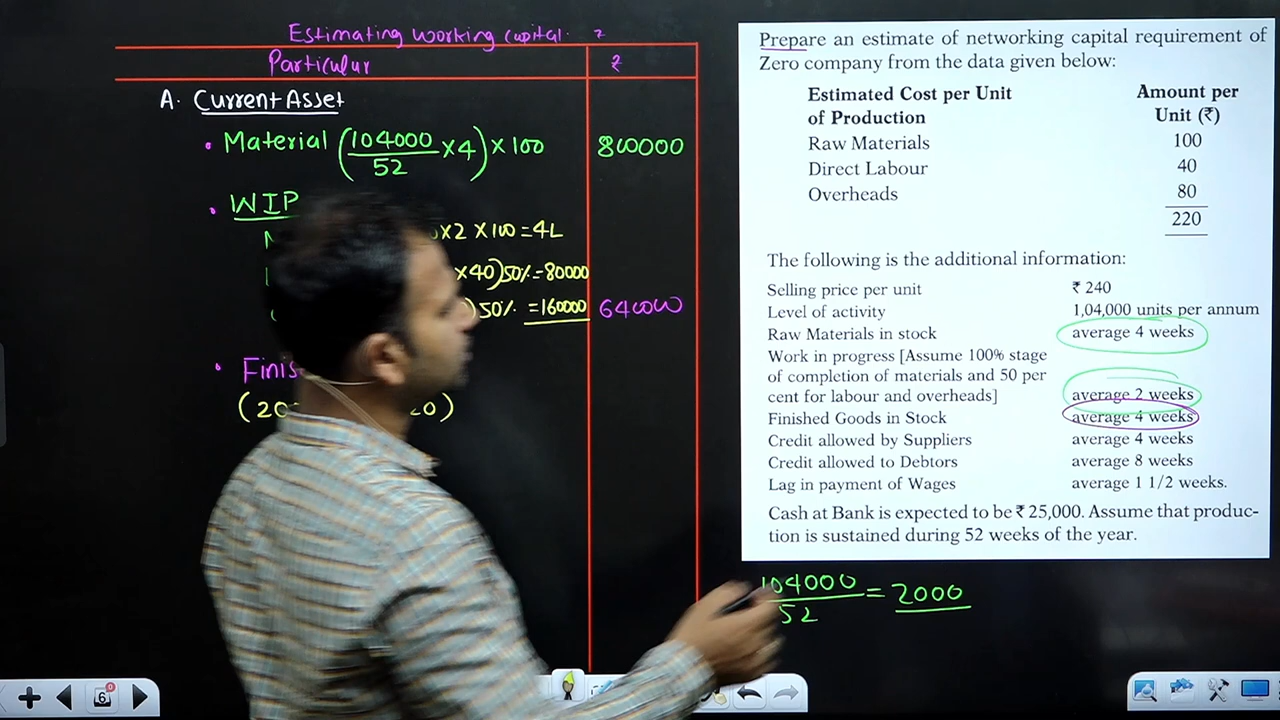 Estimating working capital.
Particular ₹
A. Current Asset
• Material (104000/52 × 4) × 100 800000
• WIP
×2 ×100 = 4L
×40) 50% = 80000
) 50% = 160000 640000
•
20)
Prepare an estimate of networking capital requirement of
Zero company from the data given below:
Estimated Cost per Unit Amount per
of Production Unit (₹)
Raw Materials 100
Direct Labour 40
Overheads 80
220
The following is the additional information:
Selling price per unit ₹ 240
Level of activity 1,04,000 units per annum
Raw Materials in stock average 4 weeks
Work in progress [Assume 100% stage
of completion of materials and 50 per
cent for labour and overheads] average 2 weeks
Finished Goods in Stock average 4 weeks
Credit allowed by Suppliers average 4 weeks
Credit allowed to Debtors average 8 weeks
Lag in payment of Wages average 1 1/2 weeks.
Cash at Bank is expected to be ₹ 25,000. Assume that produc-
tion is sustained during 52 weeks of the year.
104000/52 = 2000
6